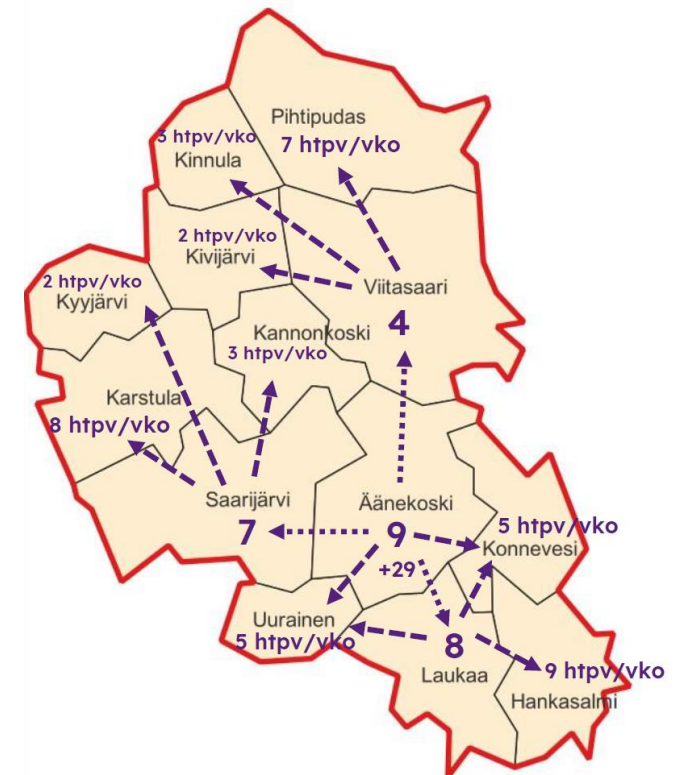 Pihtipudas
3 htpv/vko
7 htpv/vko
Kinnula
2 htpv/vko
Kivijärvi
2 htpv/vko
Kyyjärvi
Viitasaari
4
Kannonkoski
3 htpv/vko
Karstula
8 htpv/vko
Saarijärvi
7
Äänekoski
9
+29
5 htpv/vko
Konnevesi
Uurainen
5 htpv/vko
8
Laukaa
9 htpv/vko
Hankasalmi